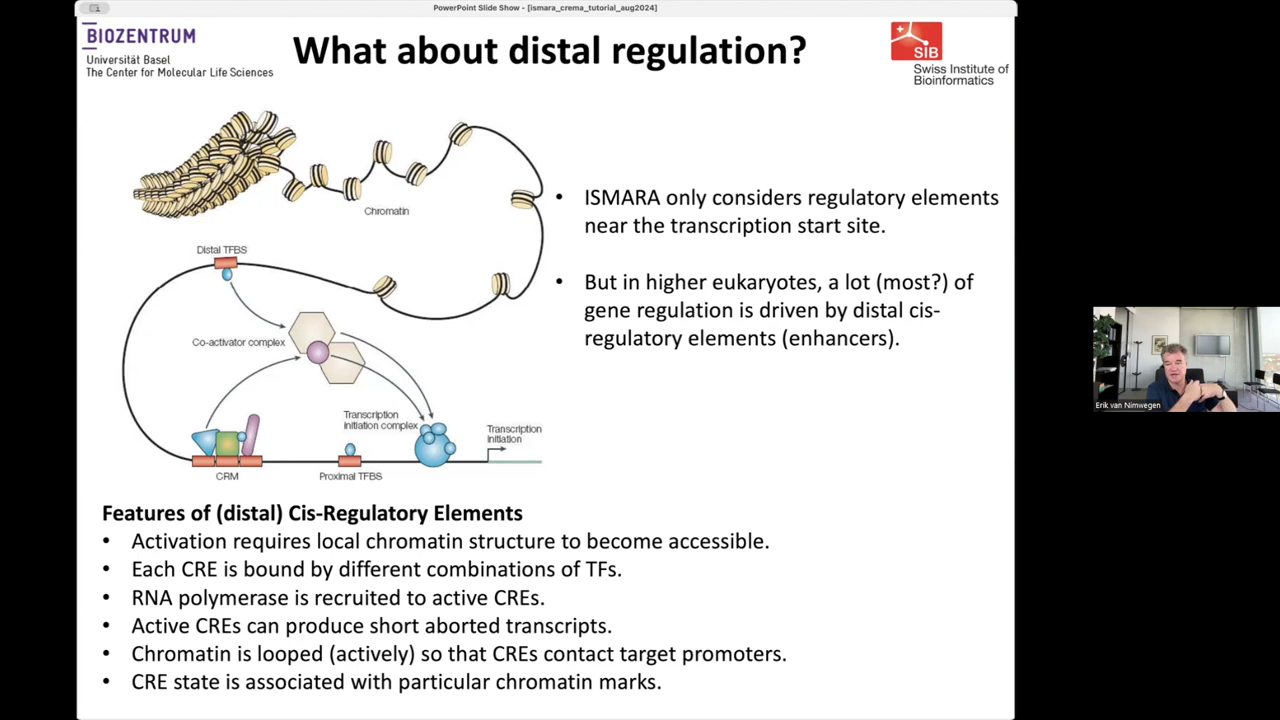 PowerPoint Slide Show - [ismara_crema_tutorial_aug2024]
BIOZENTRUM
Universität Basel
The Center for Molecular Life Sciences
What about distal regulation?
SIB
Swiss Institute of
Bioinformatics
Chromatin
Distal TFBS
Co-activator complex
Transcription
initiation complex
Transcription
initiation
CRM
Proximal TFBS
• ISMARA only considers regulatory elements
near the transcription start site.
• But in higher eukaryotes, a lot (most?) of
gene regulation is driven by distal cis-
regulatory elements (enhancers).
Features of (distal) Cis-Regulatory Elements
• Activation requires local chromatin structure to become accessible.
• Each CRE is bound by different combinations of TFs.
• RNA polymerase is recruited to active CREs.
• Active CREs can produce short aborted transcripts.
• Chromatin is looped (actively) so that CREs contact target promoters.
• CRE state is associated with particular chromatin marks.
Erik van Nimwegen